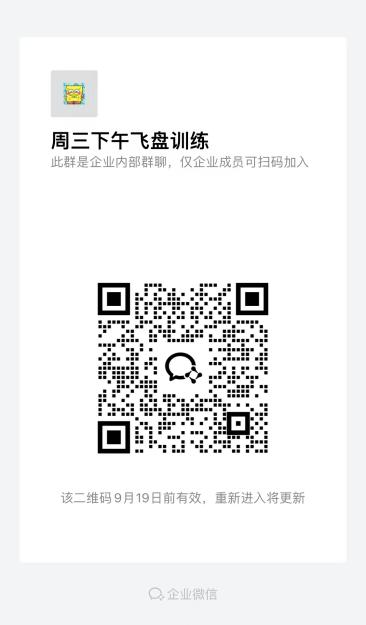 周三下午飞盘训练
此群是企业内部群聊，仅企业成员可扫码加入
该二维码9月19日前有效，重新进入将更新
企业微信